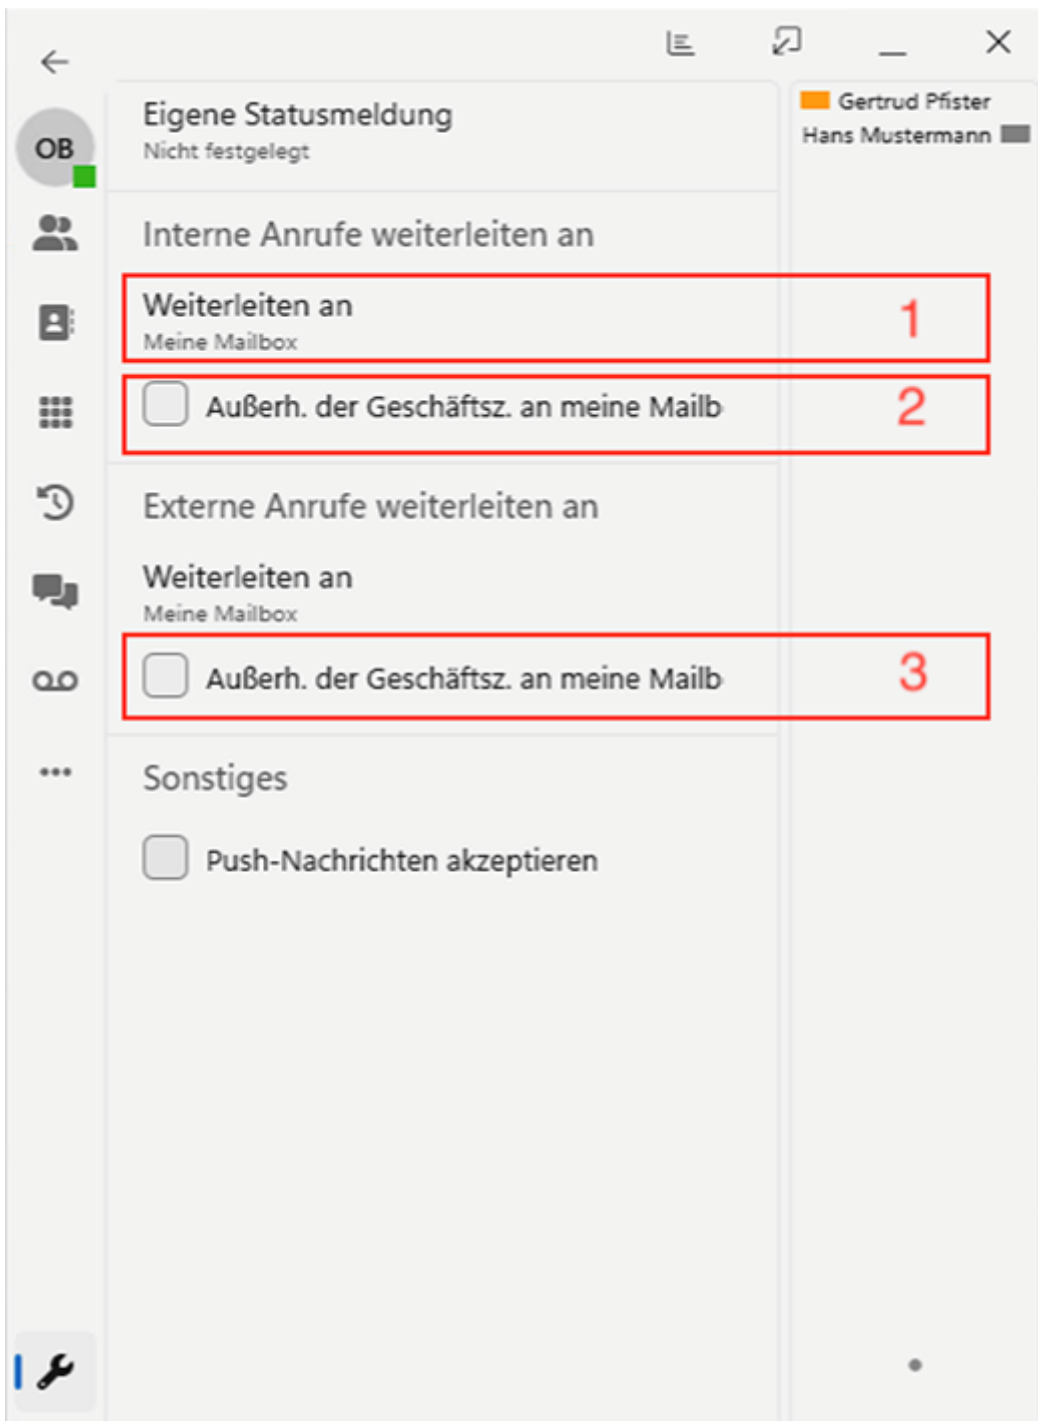 Eigene Statusmeldung
Nicht festgelegt
Gertrud Pfister
Hans Mustermann
OB
Interne Anrufe weiterleiten an
Weiterleiten an
Meine Mailbox
1
Außerh. der Geschäftsz. an meine Mailb
2
Externe Anrufe weiterleiten an
Weiterleiten an
Meine Mailbox
Außerh. der Geschäftsz. an meine Mailb
3
Sonstiges
Push-Nachrichten akzeptieren